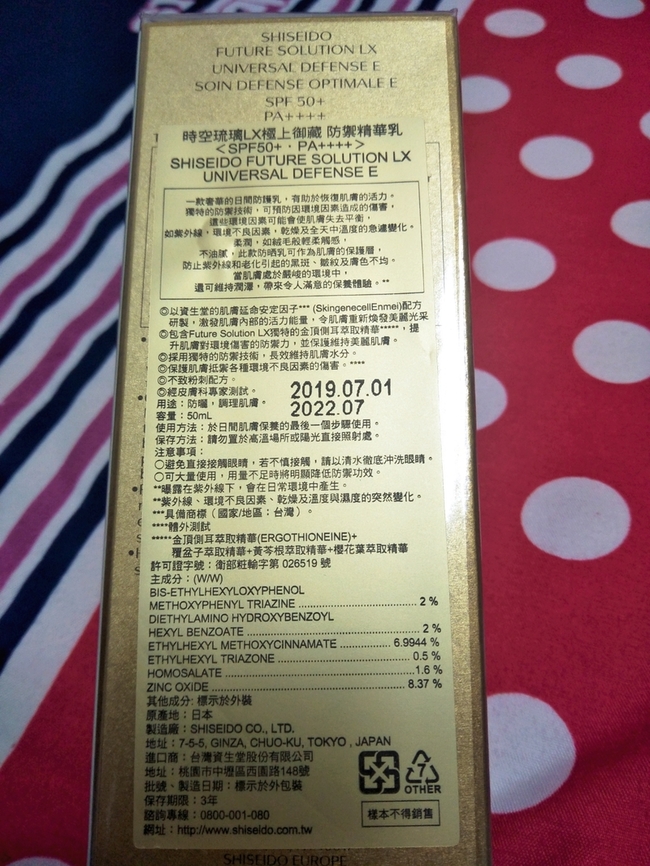 SHISEIDO
FUTURE SOLUTION LX
UNIVERSAL DEFENSE E
SOIN DEFENSE OPTIMALE E
SPF 50+
PA++++
時空琉璃LX極上御藏 防禦精華乳
＜SPF50+．PA++++＞
SHISEIDO FUTURE SOLUTION LX
UNIVERSAL DEFENSE E
一款奢華的日間防護乳，有助於恢復肌膚的活力。
獨特的防禦技術，可預防因環境因素造成的傷害，
這些環境因素可能會使肌膚失去平衡，
如紫外線，環境不良因素，乾燥及全天中溫度的急遽變化。
柔潤，如絨毛般輕柔觸感，
不油膩，此款防晒乳可作為肌膚的保護層，
防止紫外線和老化引起的黑斑、皺紋及膚色不均。
當肌膚處於嚴峻的環境中，
還可維持潤澤，帶來令人滿意的保養體驗。**
◎以資生堂的肌膚延命安定因子*** (SkingenecellEnmei)配方
研製，激發肌膚內部的活力能量，令肌膚重新煥發美麗光采
◎包含Future Solution LX獨特的金頂側耳萃取精華*****，提
升肌膚對環境傷害的防禦力，並保護維持美麗肌膚。
◎採用獨特的防禦技術，長效維持肌膚水分。
◎保護肌膚抵禦各種環境不良因素的傷害。****
◎不致粉刺配方。
◎經皮膚科專家測試。
2019.07.01
用途：防曬，調理肌膚。
2022.07
容量：50mL
使用方法：於日間肌膚保養的最後一個步驟使用。
保存方法：請勿置於高溫場所或陽光直接照射處。
注意事項：
○避免直接接觸眼睛，若不慎接觸，請以清水徹底沖洗眼睛。
○可大量使用，用量不足時將明顯降低防禦功效。
**曝露在紫外線下，會在日常環境中產生。
**紫外線、環境不良因素、乾燥及溫度與濕度的突然變化。
***具備商標（國家/地區：台灣）。
****體外測試
*****金頂側耳萃取精華(ERGOTHIONEINE)+
覆盆子萃取精華+黃芩根萃取精華+櫻花葉萃取精華
許可證字號：衛部粧輸字第 026519 號
主成分：(W/W)
BIS-ETHYLHEXYLOXYPHENOL
METHOXYPHENYL TRIAZINE 2 %
DIETHYLAMINO HYDROXYBENZOYL
HEXYL BENZOATE 2 %
ETHYLHEXYL METHOXYCINNAMATE 6.9944 %
ETHYLHEXYL TRIAZONE 0.5 %
HOMOSALATE 1.6 %
ZINC OXIDE 8.37 %
其他成分: 標示於外裝
原產地：日本
製造廠：SHISEIDO CO., LTD.
地址：7-5-5, GINZA, CHUO-KU, TOKYO , JAPAN
進口商：台灣資生堂股份有限公司
地址：桃園市中壢區西園路148號
批號、製造日期：標示於外包裝
保存期限：3年
諮詢專線：0800-001-080
網址：http://www.shiseido.com.tw
OTHER
樣本不得銷售
SHISEIDO EUROPE